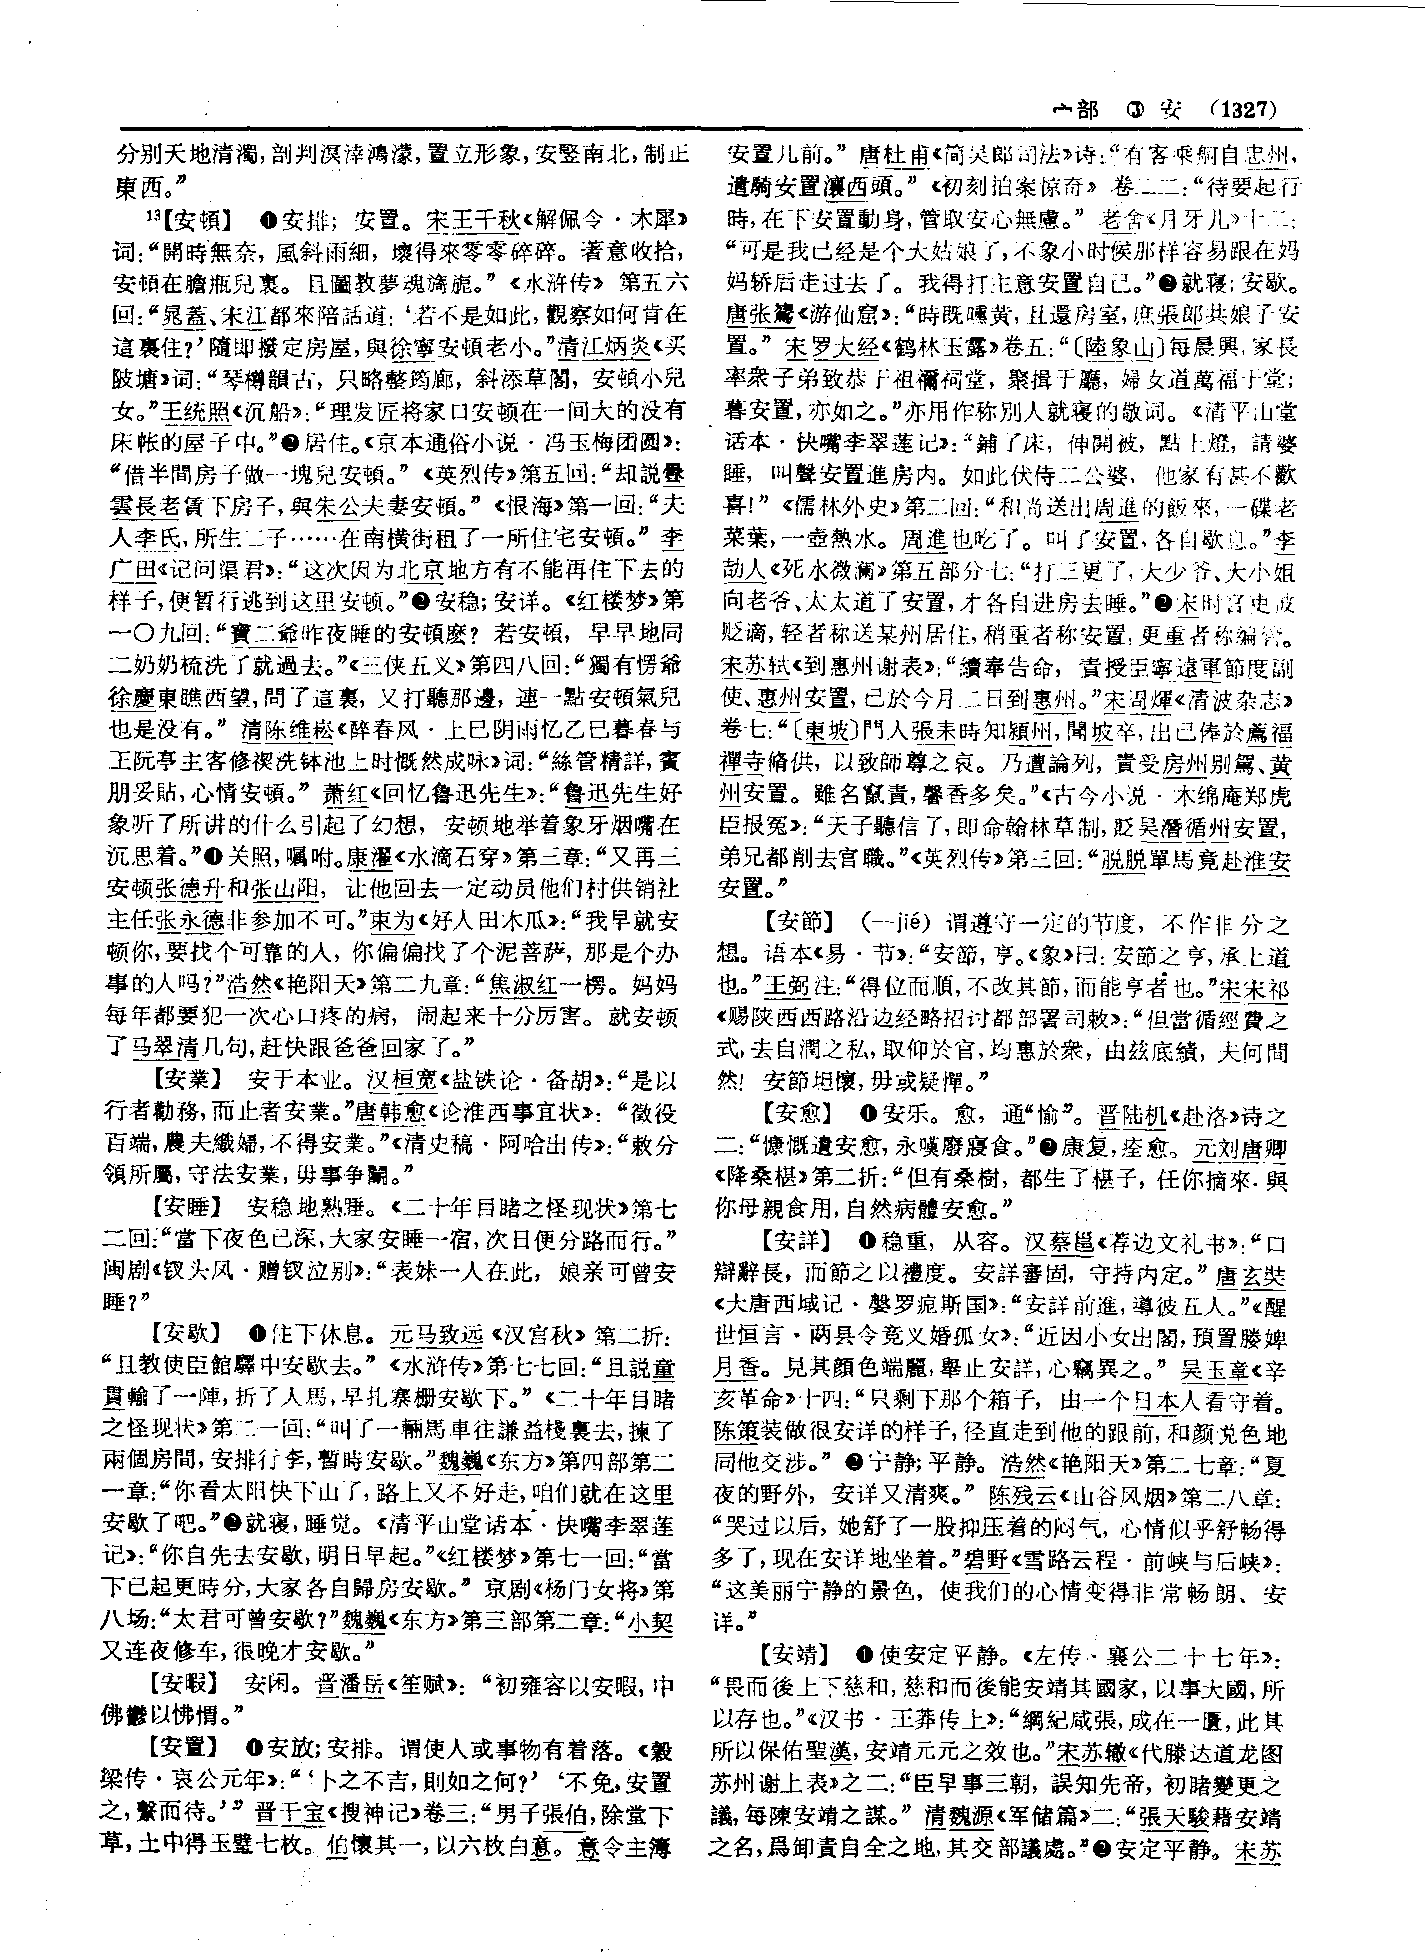 宀部 ③ 安 (1327)
分别天地清濁，剖判溟涬鴻濛，置立形象，安竪南北，制正
東西。”
13【安頓】 ❶安排；安置。宋王千秋《解佩令·木犀》
词：“開時無奈，風斜雨細，壞得來零零碎碎。著意收拾，
安頓在膽瓶兒裏。且圖教夢魂旖旎。”《水浒传》第五六
回：“晁蓋、宋江都來陪話道：‘若不是如此，觀察如何肯在
這裏住？’隨即撥定房屋，與徐寧安頓老小。”清江炳炎《买
陂塘》词：“琴樽韻古，只略整筠廊，斜添草閣，安頓小兒
女。”王统照《沉船》：“理发匠将家口安顿在一间大的没有
床帐的屋子中。”❷居住。《京本通俗小说·冯玉梅团圆》：
“借半間房子做一塊兒安頓。”《英烈传》第五回：“却説曇
雲長老賃下房子，與朱公夫妻安頓。”《恨海》第一回：“夫
人李氏，所生二子……在南横街租了一所住宅安頓。”李
广田《记问渠君》：“这次因为北京地方有不能再住下去的
样子，便暂行逃到这里安顿。”❸安稳；安详。《红楼梦》第
一〇九回：“寶二爺昨夜睡的安頓麽？若安頓，早早地同
二奶奶梳洗了就過去。”《三侠五义》第四八回：“獨有愣爺
徐慶東瞧西望，問了這裏，又打聽那邊，連一點安頓氣兒
也是没有。”清陈维崧《醉春风·上巳阴雨忆乙巳暮春与
王阮亭主客修禊洗钵池上时慨然成咏》词：“絲管精詳，賓
朋妥貼，心情安頓。”萧红《回忆鲁迅先生》：“鲁迅先生好
象听了所讲的什么引起了幻想，安顿地举着象牙烟嘴在
沉思着。”❹关照，嘱咐。康濯《水滴石穿》第三章：“又再三
安顿张德升和张山阳，让他回去一定动员他们村供销社
主任张永德非参加不可。”束为《好人田木瓜》：“我早就安
顿你，要找个可靠的人，你偏偏找了个泥菩萨，那是个办
事的人吗？”浩然《艳阳天》第二九章：“焦淑红一楞。妈妈
每年都要犯一次心口疼的病，闹起来十分厉害。就安顿
了马翠清几句，赶快跟爸爸回家了。”
【安業】 安于本业。汉桓宽《盐铁论·备胡》：“是以
行者勸務，而止者安業。”唐韩愈《论淮西事宜状》：“徵役
百端，農夫織婦，不得安業。”《清史稿·阿哈出传》：“敕分
領所屬，守法安業，毋事争鬭。”
【安睡】 安稳地熟睡。《二十年目睹之怪现状》第七
二回：“當下夜色已深，大家安睡一宿，次日便分路而行。”
闽剧《钗头凤·赠钗泣别》：“表妹一人在此，娘亲可曾安
睡？”
【安歇】 ❶住下休息。元马致远《汉宫秋》第二折：
“且教使臣館驛中安歇去。”《水浒传》第七七回：“且説童
貫輸了一陣，折了人馬，早扎寨柵安歇下。”《二十年目睹
之怪现状》第二一回：“叫了一輛馬車往謙益棧裏去，揀了
兩個房間，安排行李，暫時安歇。”魏巍《东方》第四部第二
一章：“你看太阳快下山了，路上又不好走，咱们就在这里
安歇了吧。”❷就寝，睡觉。《清平山堂话本·快嘴李翠莲
记》：“你自先去安歇，明日早起。”《红楼梦》第七一回：“當
下已起更時分，大家各自歸房安歇。”京剧《杨门女将》第
八场：“太君可曾安歇？”魏巍《东方》第三部第二章：“小契
又连夜修车，很晚才安歇。”
【安暇】 安闲。晋潘岳《笙赋》：“初雍容以安暇，中
佛鬱以怫愲。”
【安置】 ❶安放；安排。谓使人或事物有着落。《穀
梁传·哀公元年》：“‘卜之不吉，則如之何？’‘不免，安置
之，繫而待。’”晋干宝《搜神记》卷三：“男子張伯，除堂下
草，土中得玉璧七枚。伯懷其一，以六枚白意。意令主簿
安置几前。”唐杜甫《简吴郎司法》诗：“有客乘舸自忠州，
遣騎安置瀼西頭。”《初刻拍案惊奇》卷二二：“待要起行
時，在下安置動身，管取安心無慮。”老舍《月牙儿》十二：
“可是我已经是个大姑娘了，不象小时候那样容易跟在妈
妈轿后走过去了。我得打主意安置自己。”❷就寝；安歇。
唐张鷟《游仙窟》：“時既曛黄，且還房室，庶張郎共娘子安
置。”宋罗大经《鹤林玉露》卷五：“〔陸象山〕每晨興，家長
率衆子弟致恭于祖禰祠堂，聚揖于廳，婦女道萬福于堂；
暮安置，亦如之。”亦用作称别人就寝的敬词。《清平山堂
话本·快嘴李翠莲记》：“鋪了床，伸開被，點上燈，請婆
睡，叫聲安置進房内。如此伏侍二公婆，他家有甚不歡
喜！”《儒林外史》第二回：“和尚送出周進的飯來，一碟老
菜葉，一壺熱水。周進也吃了。叫了安置，各自歇息。”李
劼人《死水微澜》第五部分七：“打三更了，大少爷、大小姐
向老爷、太太道了安置，才各自进房去睡。”❸宋时官吏被
贬谪，轻者称送某州居住，稍重者称安置，更重者称编管。
宋苏轼《到惠州谢表》：“續奉告命，責授臣寧遠軍節度副
使、惠州安置，已於今月二日到惠州。”宋周煇《清波杂志》
卷七：“〔東坡〕門人張耒時知潁州，聞坡卒，出己俸於薦福
禪寺脩供，以致師尊之哀。乃遭論列，責受房州别駕、黄
州安置。雖名竄責，馨香多矣。”《古今小说·木绵庵郑虎
臣报冤》：“天子聽信了，即命翰林草制，貶吴潛循州安置，
弟兄都削去官職。”《英烈传》第三回：“脱脱單馬竟赴淮安
安置。”
【安節】 （—jié）谓遵守一定的节度，不作非分之
想。语本《易·节》：“安節，亨。《象》曰：安節之亨，承上道
也。”王弼注：“得位而順，不改其節，而能亨者也。”宋宋祁
《赐陕西西路沿边经略招讨都部署司敕》：“但當循經費之
式，去自潤之私，取仰於官，均惠於衆，由兹底績，夫何間
然！安節坦懷，毋或疑憚。”
【安愈】 ❶安乐。愈，通“愉”。晋陆机《赴洛》诗之
二：“慷慨遺安愈，永嘆廢寢食。”❷康复，痊愈。元刘唐卿
《降桑椹》第二折：“但有桑樹，都生了椹子，任你摘來，與
你母親食用，自然病體安愈。”
【安詳】 ❶稳重，从容。汉蔡邕《荐边文礼书》：“口
辯辭長，而節之以禮度。安詳審固，守持内定。”唐玄奘
《大唐西域记·婺罗痆斯国》：“安詳前進，導彼五人。”《醒
世恒言·两县令竞义婚孤女》：“近因小女出閣，預置媵婢
月香。見其顔色端麗，舉止安詳，心竊異之。”吴玉章《辛
亥革命》十四：“只剩下那个箱子，由一个日本人看守着。
陈策装做很安详的样子，径直走到他的跟前，和颜悦色地
同他交涉。”❷宁静；平静。浩然《艳阳天》第二七章：“夏
夜的野外，安详又清爽。”陈残云《山谷风烟》第二八章：
“哭过以后，她舒了一股抑压着的闷气，心情似乎舒畅得
多了，现在安详地坐着。”碧野《雪路云程·前峡与后峡》：
“这美丽宁静的景色，使我们的心情变得非常畅朗、安
详。”
【安靖】 ❶使安定平静。《左传·襄公二十七年》：
“畏而後上下慈和，慈和而後能安靖其國家，以事大國，所
以存也。”《汉书·王莽传上》：“綱紀咸張，成在一匱，此其
所以保佑聖漢，安靖元元之效也。”宋苏辙《代滕达道龙图
苏州谢上表》之二：“臣早事三朝，誤知先帝，初睹變更之
議，每陳安靖之謀。”清魏源《军储篇》二：“張天駿藉安靖
之名，爲卸責自全之地，其交部議處。”❷安定平静。宋苏